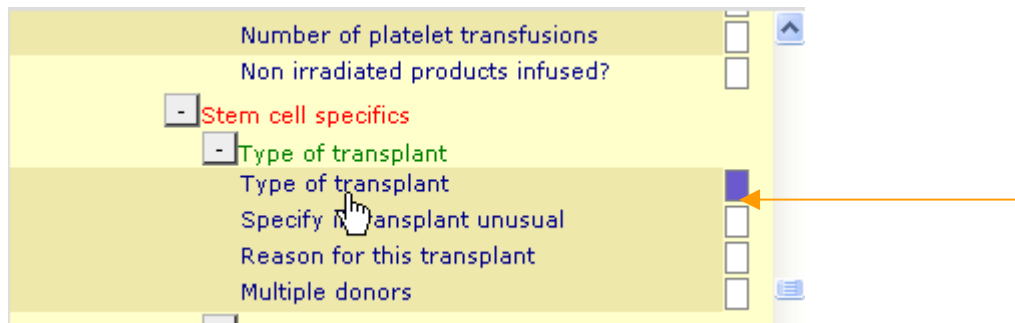 Number of platelet transfusions
Non irradiated products infused?
- Stem cell specifics
- Type of transplant
Type of transplant
Specify transplant unusual
Reason for this transplant
Multiple donors